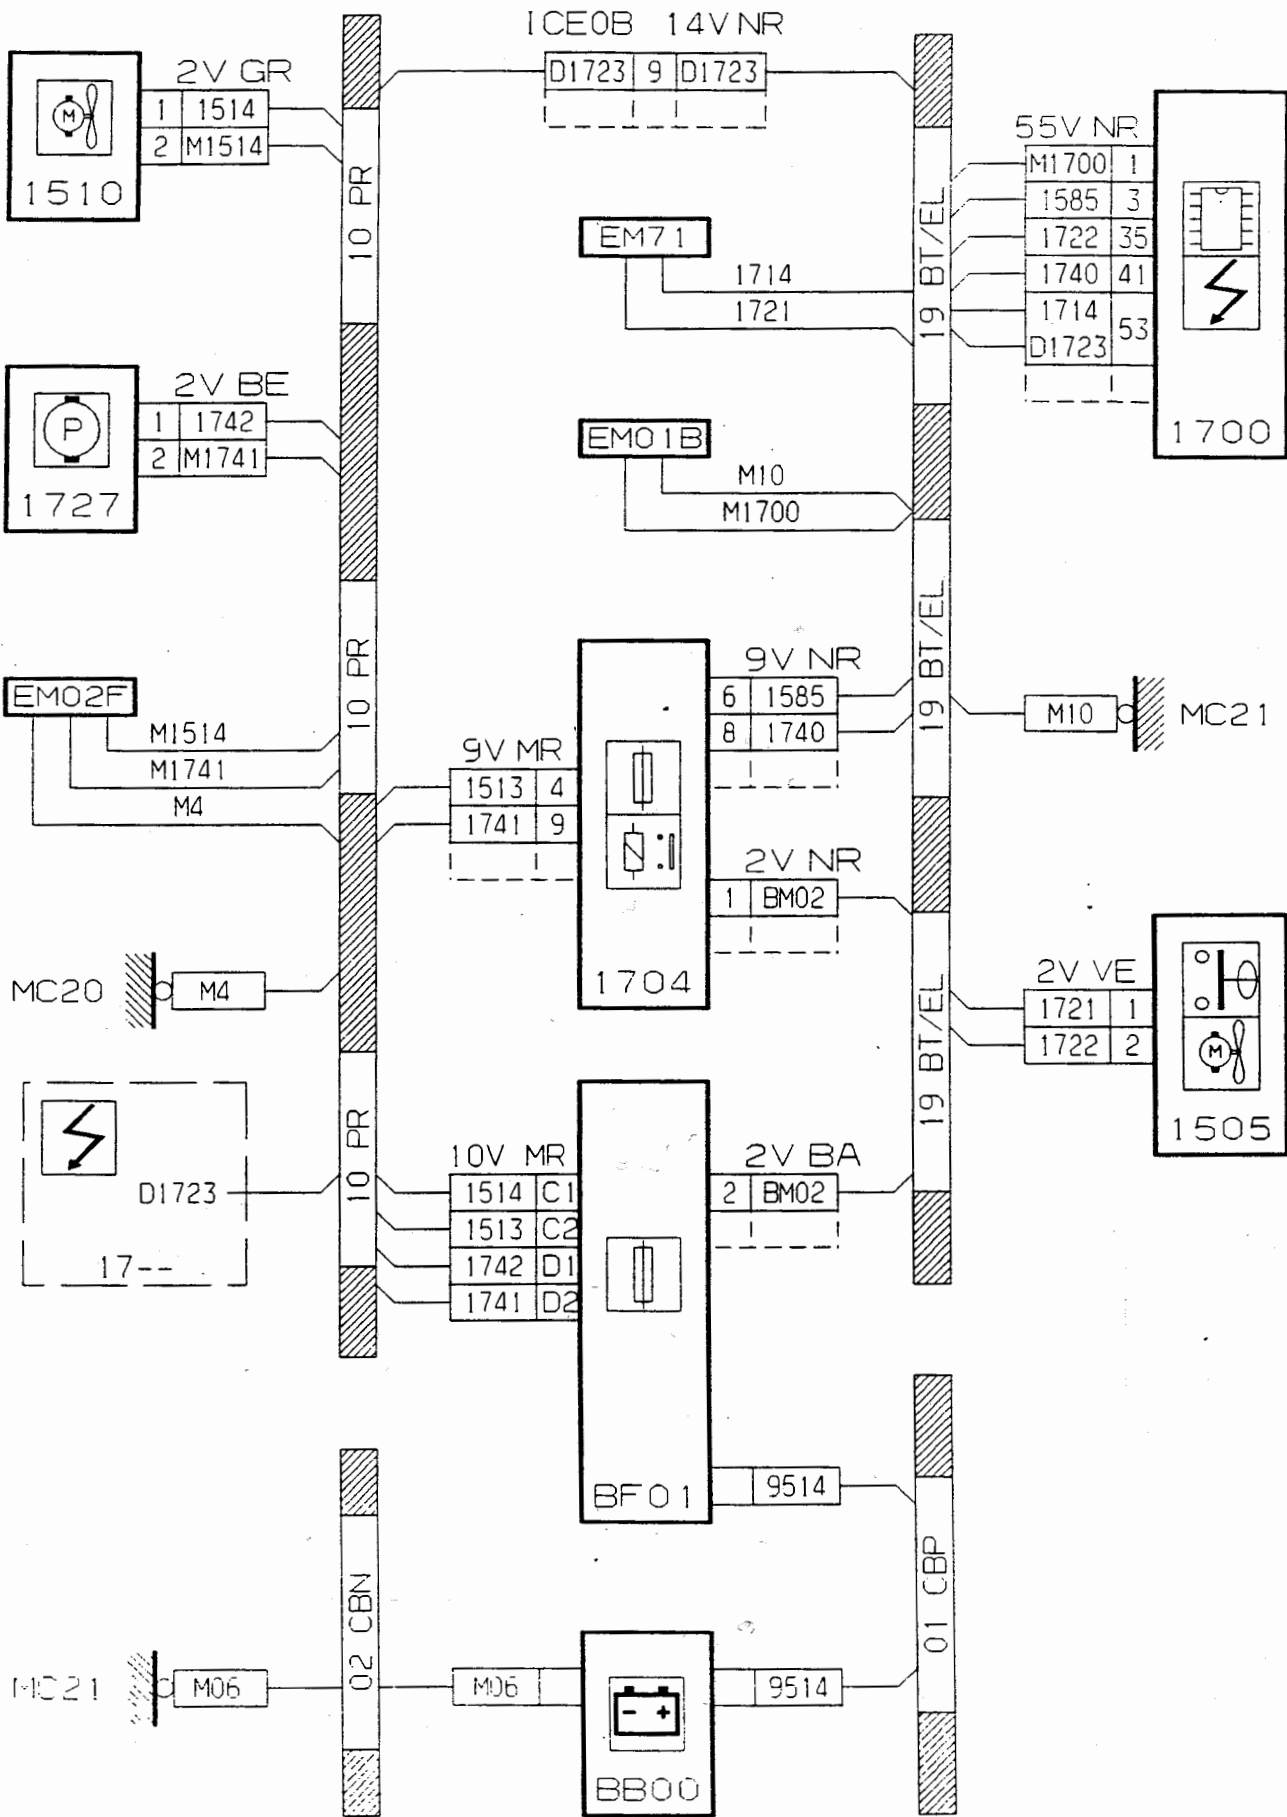 ICE0B 14V NR
D1723 9 D1723
2V GR
1 1514
2 M1514
M
1510
10 PR
55V NR
M1700 1
1585 3
1722 35
1740 41
1714
D1723 53
1700
19 BT/EL
EM71
1714
1721
2V BE
1 1742
2 M1741
P
1727
EM01B
M10
M1700
10 PR
EM02F
M1514
M1741
M4
9V MR
1513 4
1741 9
9V NR
6 1585
8 1740
2V NR
1 BM02
1704
19 BT/EL
M10 MC21
MC20 M4
2V VE
1721 1
1722 2
M
1505
19 BT/EL
D1723
17--
10 PR
10V MR
1514 C1
1513 C2
1742 D1
1741 D2
2V BA
2 BM02
BF01
9514
01 CBP
02 CBN
MC21 M06
M06
9514
- +
BB00